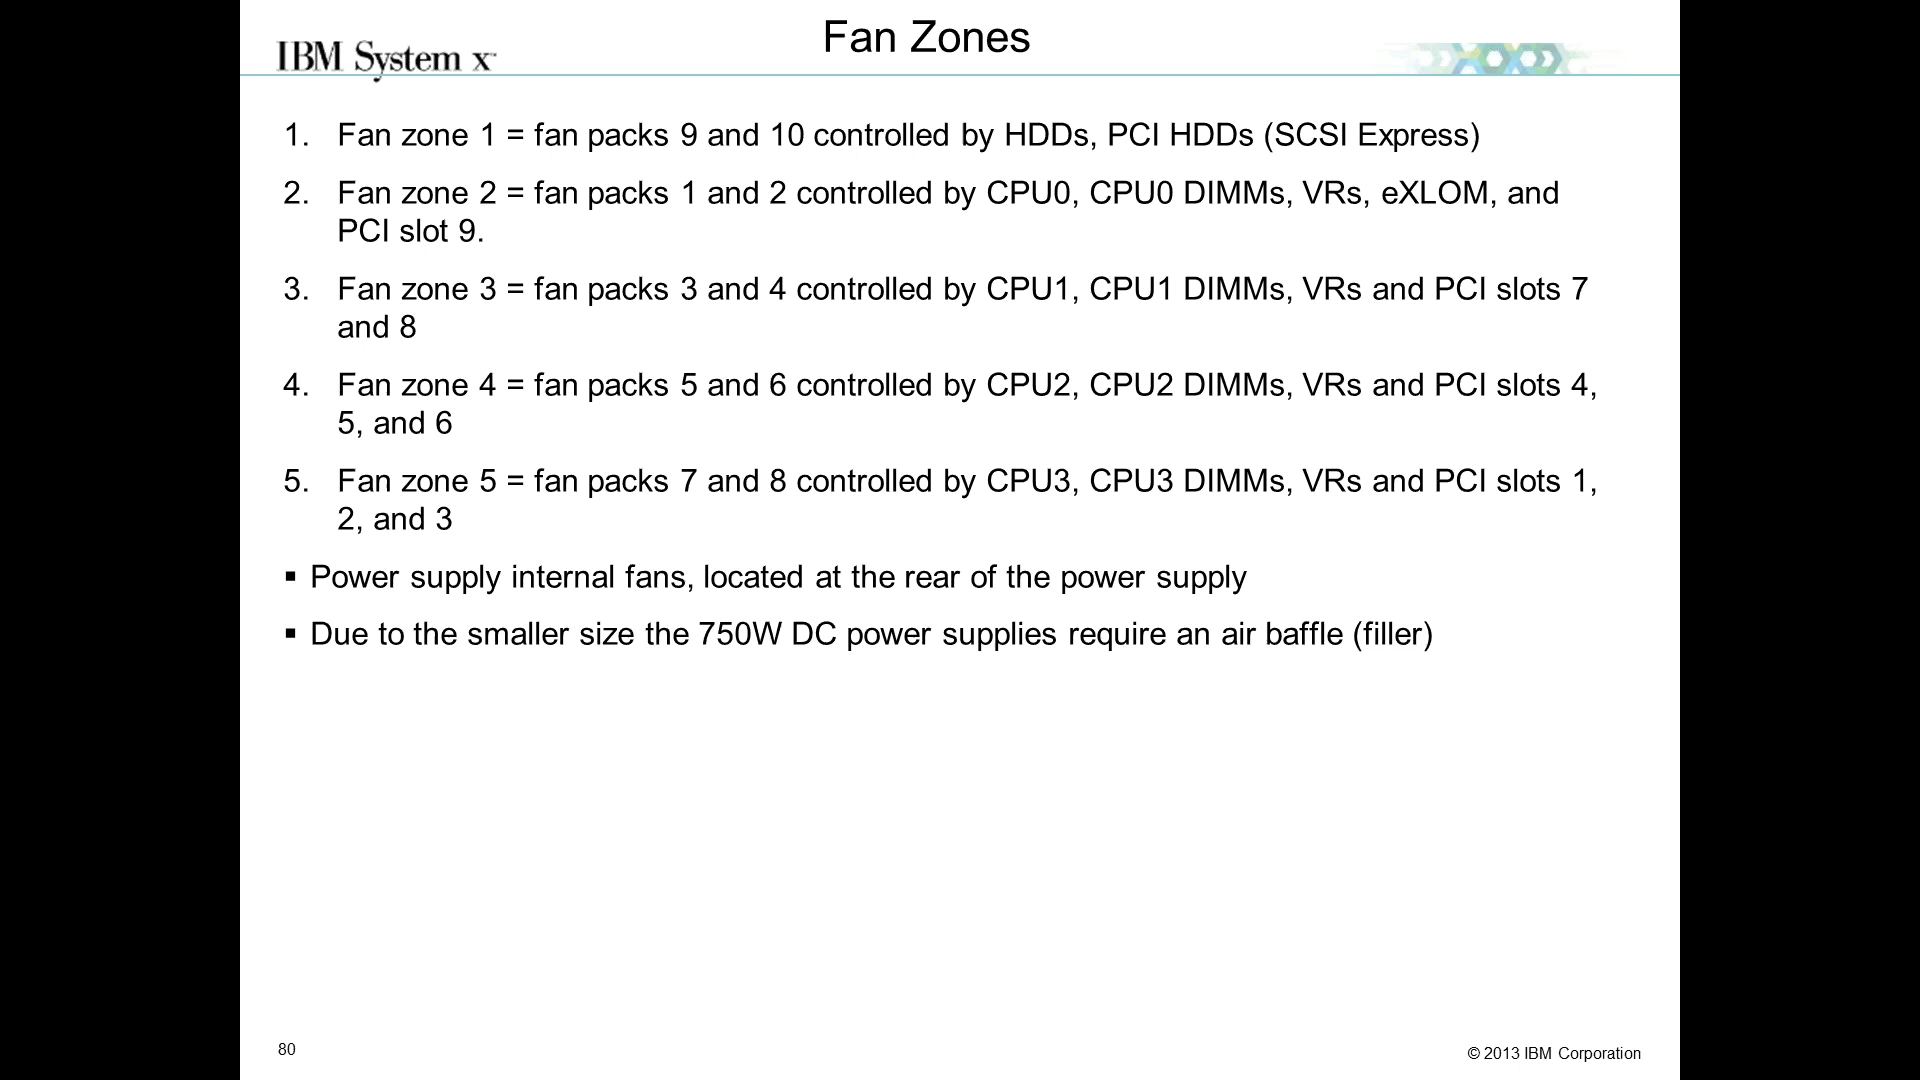 Fan Zones
IBM System x™
1. Fan zone 1 = fan packs 9 and 10 controlled by HDDs, PCI HDDs (SCSI Express)
2. Fan zone 2 = fan packs 1 and 2 controlled by CPU0, CPU0 DIMMs, VRs, eXLOM, and
PCI slot 9.
3. Fan zone 3 = fan packs 3 and 4 controlled by CPU1, CPU1 DIMMs, VRs and PCI slots 7
and 8
4. Fan zone 4 = fan packs 5 and 6 controlled by CPU2, CPU2 DIMMs, VRs and PCI slots 4,
5, and 6
5. Fan zone 5 = fan packs 7 and 8 controlled by CPU3, CPU3 DIMMs, VRs and PCI slots 1,
2, and 3
▪ Power supply internal fans, located at the rear of the power supply
▪ Due to the smaller size the 750W DC power supplies require an air baffle (filler)
80
© 2013 IBM Corporation